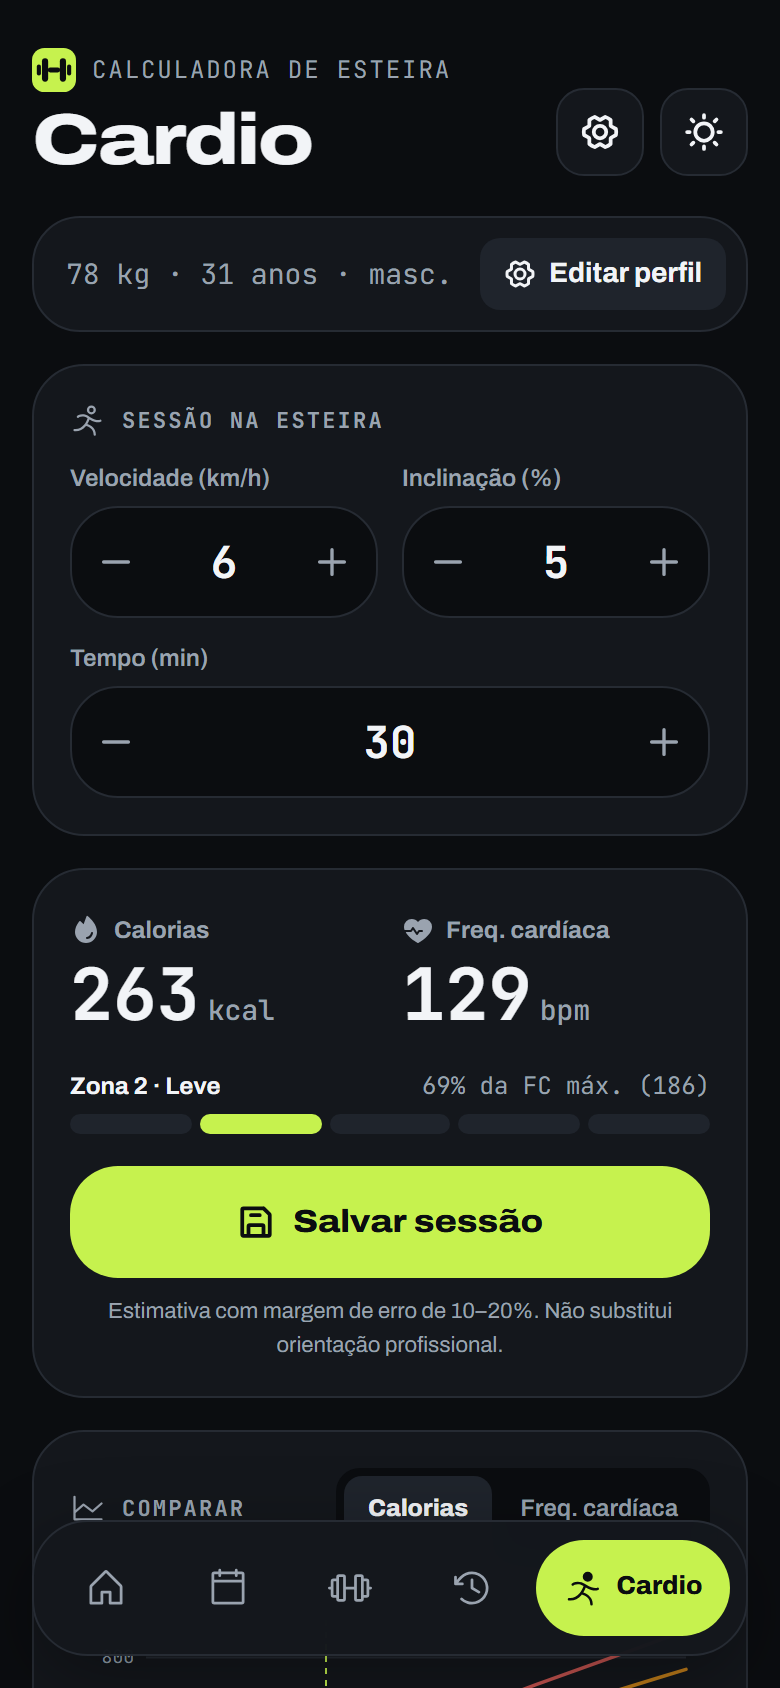 CALCULADORA DE ESTEIRA
Cardio
78 kg · 31 anos · masc.
Editar perfil
SESSÃO NA ESTEIRA
Velocidade (km/h)
Inclinação (%)
6
5
Tempo (min)
30
Calorias
Freq. cardíaca
263 kcal
129 bpm
Zona 2 · Leve
69% da FC máx. (186)
Salvar sessão
Estimativa com margem de erro de 10–20%. Não substitui
orientação profissional.
COMPARAR
Calorias
Freq. cardíaca
Cardio
800